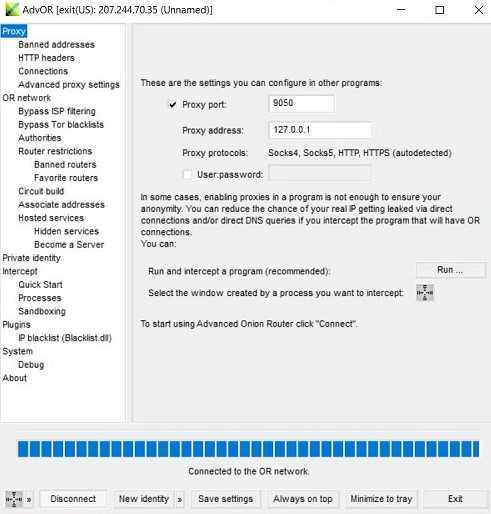 AdvOR [exit(US): 207.244.70.35 (Unnamed)]
Proxy
Banned addresses
HTTP headers
Connections
Advanced proxy settings
OR network
Bypass ISP filtering
Bypass Tor blacklists
Authorities
Router restrictions
Banned routers
Favorite routers
Circuit build
Associate addresses
Hosted services
Hidden services
Become a Server
Private identity
Intercept
Quick Start
Processes
Sandboxing
Plugins
IP blacklist (Blacklist.dll)
System
Debug
About
These are the settings you can configure in other programs:
Proxy port: 9050
Proxy address: 127.0.0.1
Proxy protocols: Socks4, Socks5, HTTP, HTTPS (autodetected)
User:password:
In some cases, enabling proxies in a program is not enough to ensure your
anonymity. You can reduce the chance of your real IP getting leaked via direct
connections and/or direct DNS queries if you intercept the program that will have OR
connections.
You can:
Run and intercept a program (recommended): Run ...
Select the window created by a process you want to intercept:
To start using Advanced Onion Router click "Connect".
Connected to the OR network.
» Disconnect New identity » Save settings Always on top Minimize to tray Exit